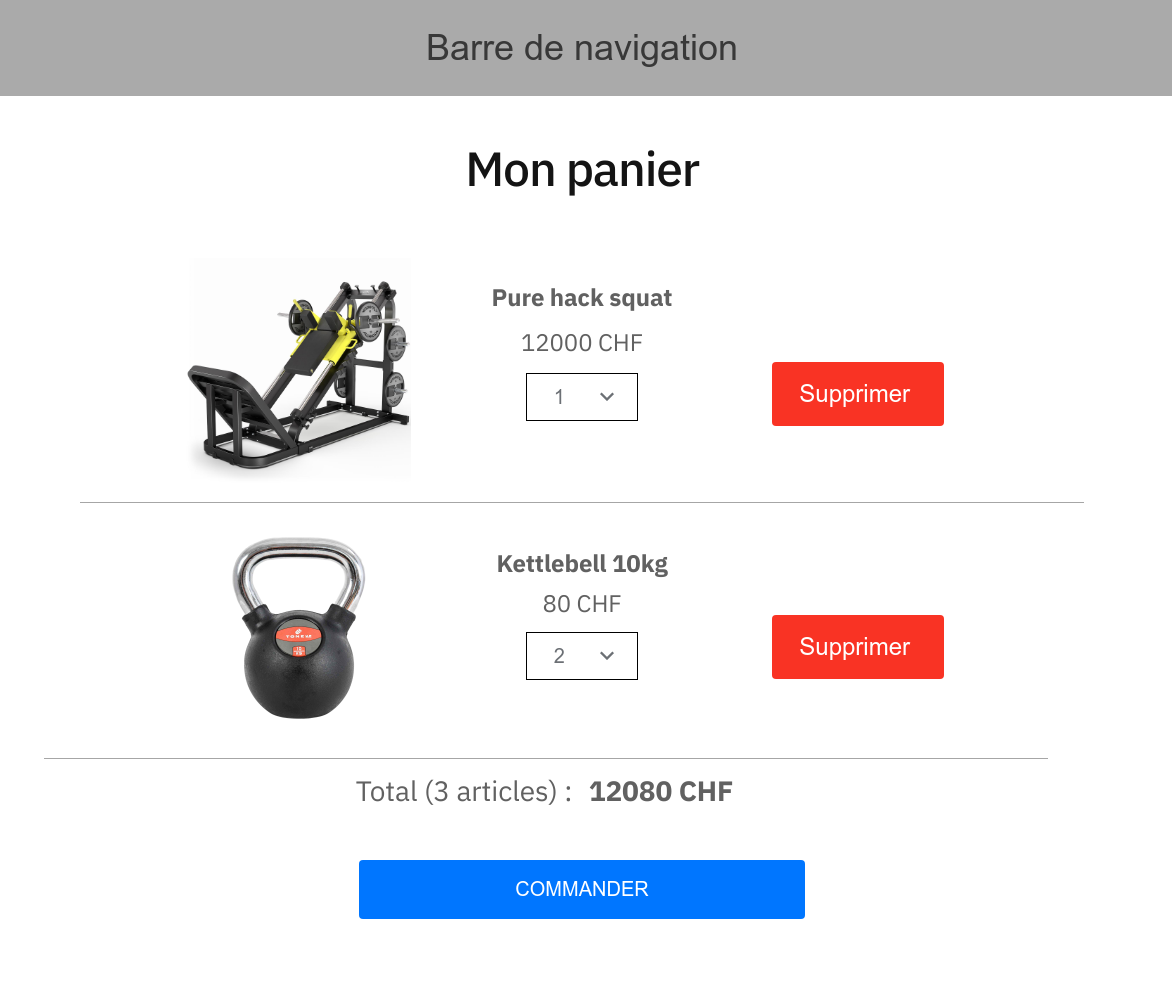 Barre de navigation
Mon panier
Pure hack squat
12000 CHF
1
Supprimer
Kettlebell 10kg
80 CHF
2
Supprimer
Total (3 articles) : 12080 CHF
COMMANDER